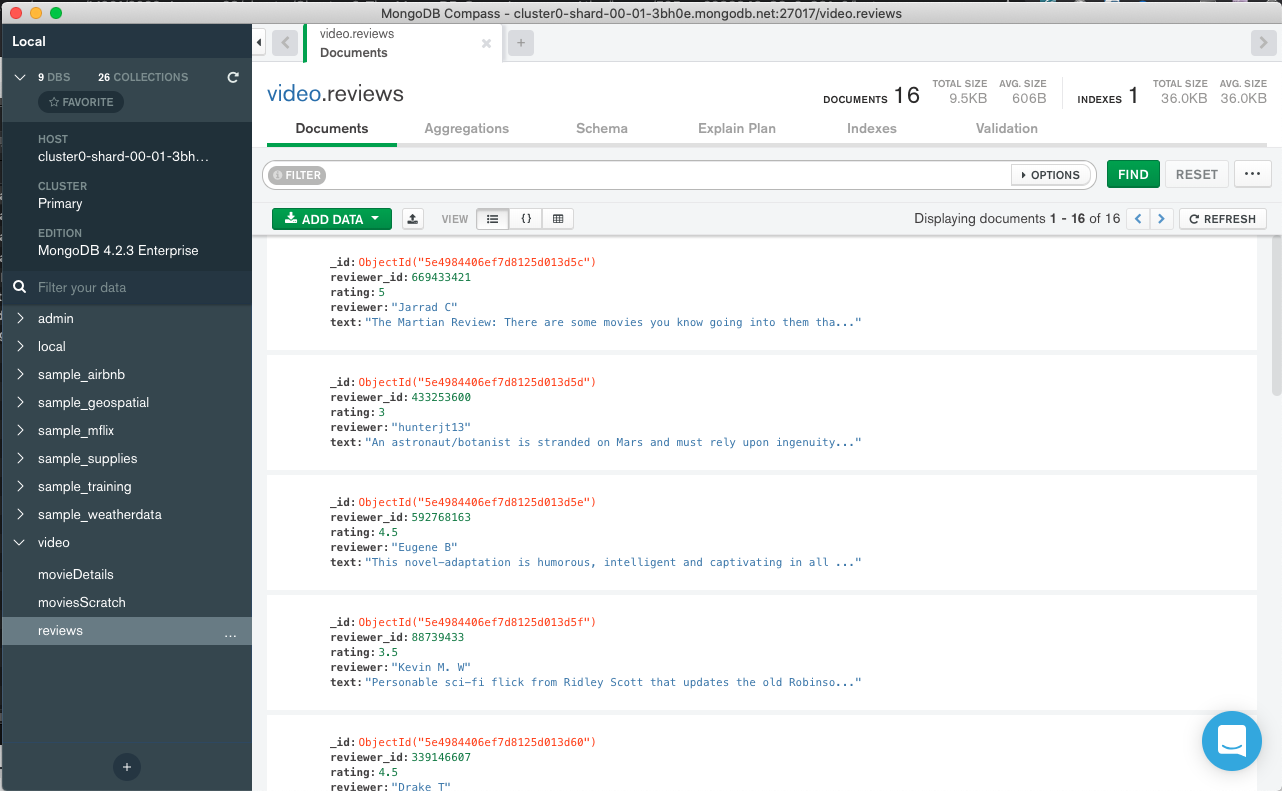 MongoDB Compass - cluster0-shard-00-01-3bh0e.mongodb.net:27017/video.reviews
Local
9 DBS 26 COLLECTIONS
FAVORITE
HOST
cluster0-shard-00-01-3bh...
CLUSTER
Primary
EDITION
MongoDB 4.2.3 Enterprise
Filter your data
admin
local
sample_airbnb
sample_geospatial
sample_mflix
sample_supplies
sample_training
sample_weatherdata
video
movieDetails
moviesScratch
reviews ...
+
video.reviews
Documents
+
video.reviews
DOCUMENTS 16 TOTAL SIZE 9.5KB AVG. SIZE 606B INDEXES 1 TOTAL SIZE 36.0KB AVG. SIZE 36.0KB
Documents Aggregations Schema Explain Plan Indexes Validation
FILTER OPTIONS FIND RESET ...
ADD DATA VIEW {} Displaying documents 1 - 16 of 16 REFRESH
_id: ObjectId("5e4984406ef7d8125d013d5c")
reviewer_id: 669433421
rating: 5
reviewer: "Jarrad C"
text: "The Martian Review: There are some movies you know going into them tha..."
_id: ObjectId("5e4984406ef7d8125d013d5d")
reviewer_id: 433253600
rating: 3
reviewer: "hunterjt13"
text: "An astronaut/botanist is stranded on Mars and must rely upon ingenuity..."
_id: ObjectId("5e4984406ef7d8125d013d5e")
reviewer_id: 592768163
rating: 4.5
reviewer: "Eugene B"
text: "This novel-adaptation is humorous, intelligent and captivating in all ..."
_id: ObjectId("5e4984406ef7d8125d013d5f")
reviewer_id: 88739433
rating: 3.5
reviewer: "Kevin M. W"
text: "Personable sci-fi flick from Ridley Scott that updates the old Robinso..."
_id: ObjectId("5e4984406ef7d8125d013d60")
reviewer_id: 339146607
rating: 4.5
reviewer: "Drake T"